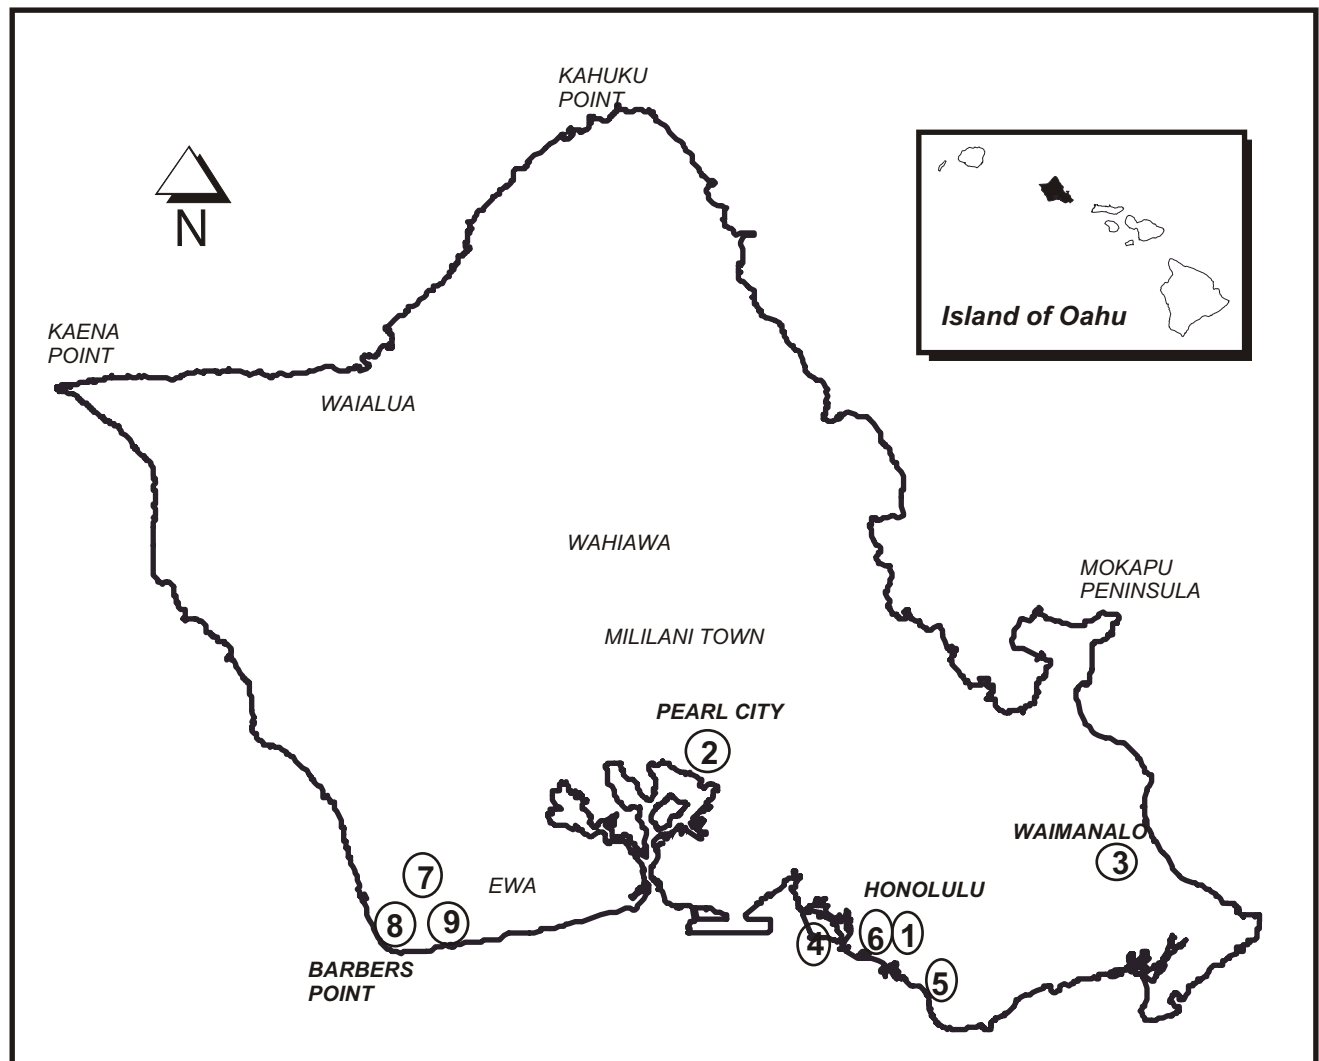 KAHUKU
POINT
N
Island of Oahu
KAENA
POINT
WAIALUA
WAHIAWA
MOKAPU
PENINSULA
MILILANI TOWN
PEARL CITY
2
WAIMANALO
3
7
EWA
HONOLULU
8
9
4
6
1
5
BARBERS
POINT